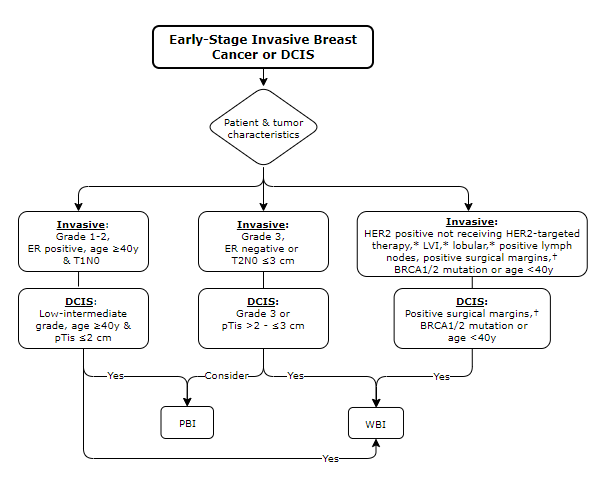 Early-Stage Invasive Breast
Cancer or DCIS
Patient & tumor
characteristics
Invasive:
Grade 1-2,
ER positive, age ≥40y
& T1N0
Invasive:
Grade 3,
ER negative or
T2N0 ≤3 cm
Invasive:
HER2 positive not receiving HER2-targeted
therapy,* LVI,* lobular,* positive lymph
nodes, positive surgical margins,†
BRCA1/2 mutation or age <40y
DCIS:
Low-intermediate
grade, age ≥40y &
pTis ≤2 cm
DCIS:
Grade 3 or
pTis >2 - ≤3 cm
DCIS:
Positive surgical margins,†
BRCA1/2 mutation or
age <40y
Yes
Consider
Yes
Yes
PBI
WBI
Yes